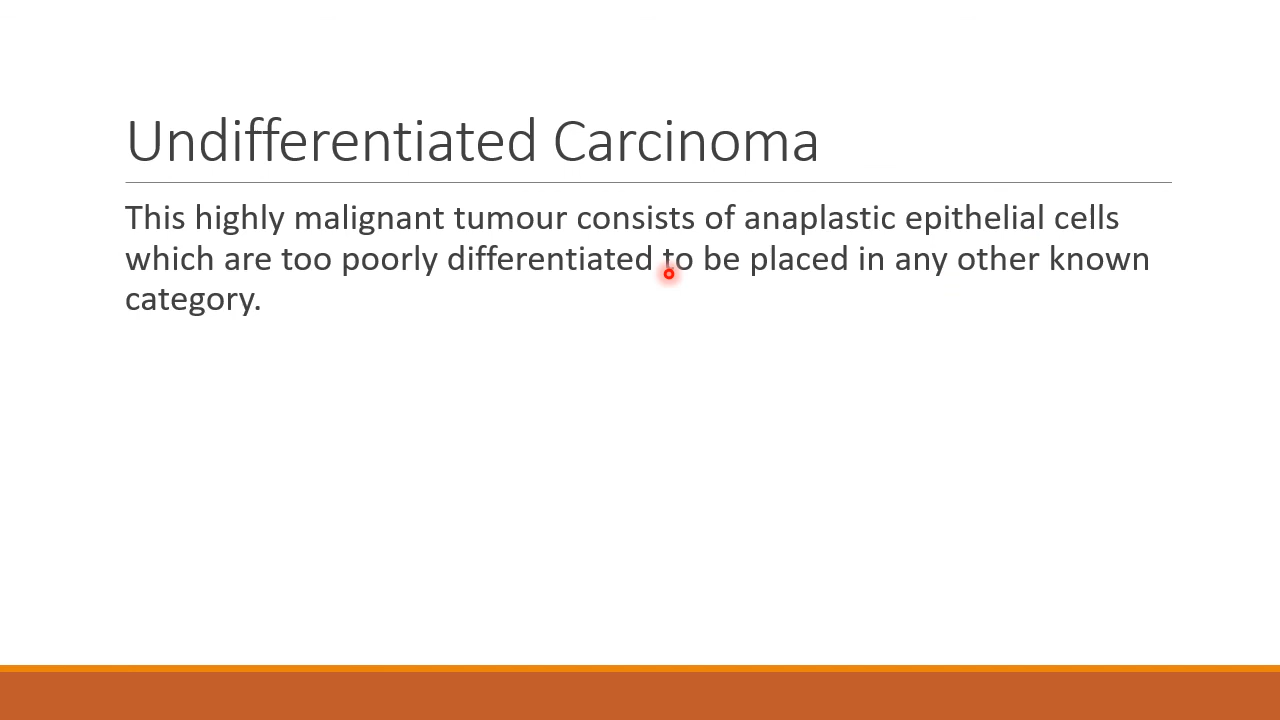 Undifferentiated Carcinoma
This highly malignant tumour consists of anaplastic epithelial cells
which are too poorly differentiated to be placed in any other known
category.